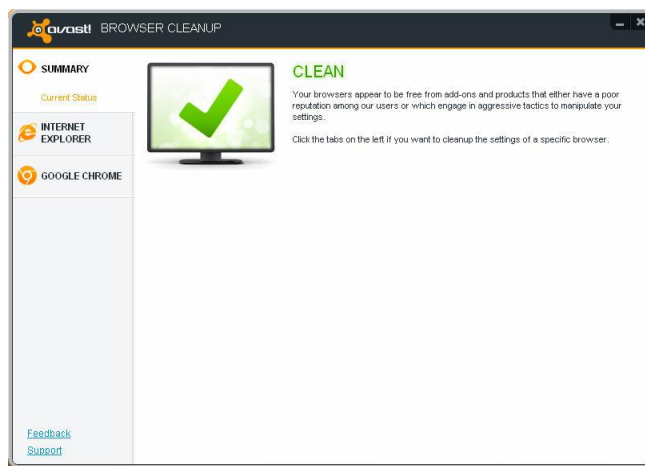 avast! BROWSER CLEANUP
SUMMARY
Current Status
INTERNET
EXPLORER
GOOGLE CHROME
CLEAN
Your browsers appear to be free from add-ons and products that either have a poor
reputation among our users or which engage in aggressive tactics to manipulate your
settings.
Click the tabs on the left if you want to cleanup the settings of a specific browser.
Feedback
Support